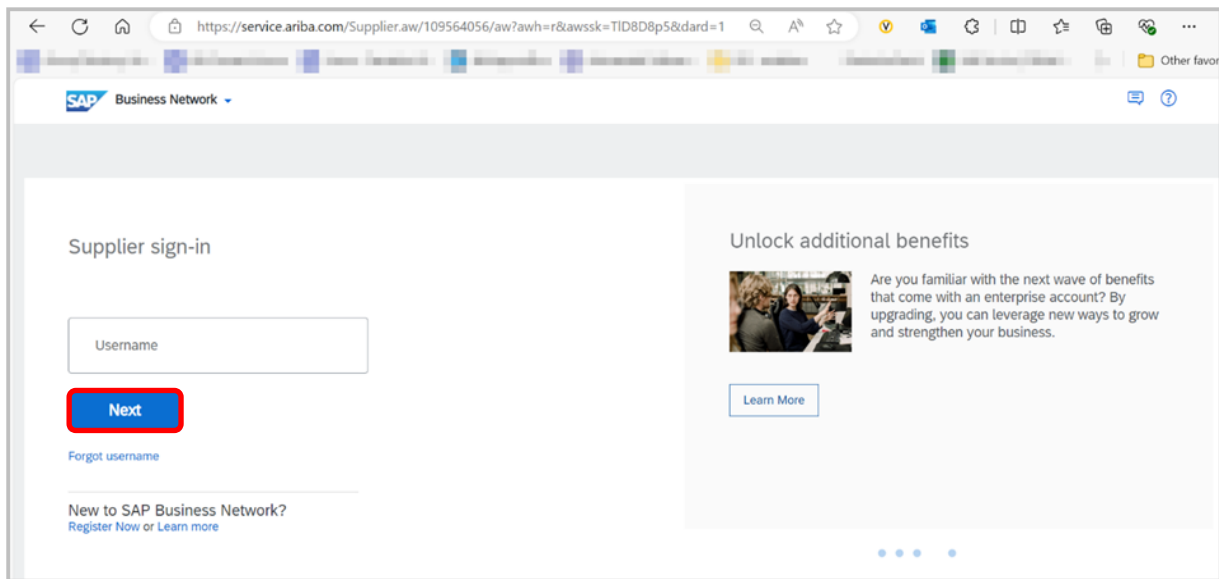 https://service.ariba.com/Supplier.aw/109564056/aw?awh=r&awssk=TlD8D8p5&dard=1
Other favor
SAP Business Network
Supplier sign-in
Username
Next
Forgot username
New to SAP Business Network?
Register Now or Learn more
Unlock additional benefits
Are you familiar with the next wave of benefits
that come with an enterprise account? By
upgrading, you can leverage new ways to grow
and strengthen your business.
Learn More